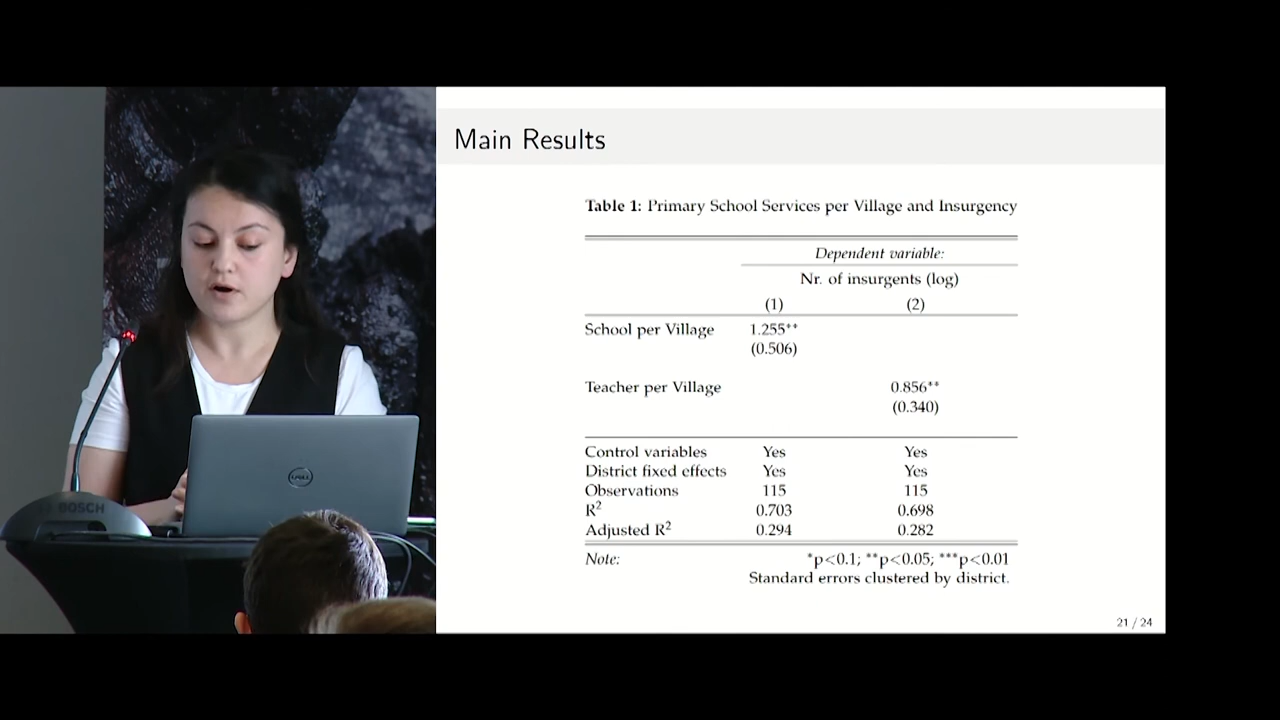 Main Results
Table 1: Primary School Services per Village and Insurgency
Dependent variable:
Nr. of insurgents (log)
(1) (2)
School per Village 1.255**
(0.506)
Teacher per Village 0.856**
(0.340)
Control variables Yes Yes
District fixed effects Yes Yes
Observations 115 115
R² 0.703 0.698
Adjusted R² 0.294 0.282
Note: *p<0.1; **p<0.05; ***p<0.01
Standard errors clustered by district.
21 / 24
BOSCH
DELL